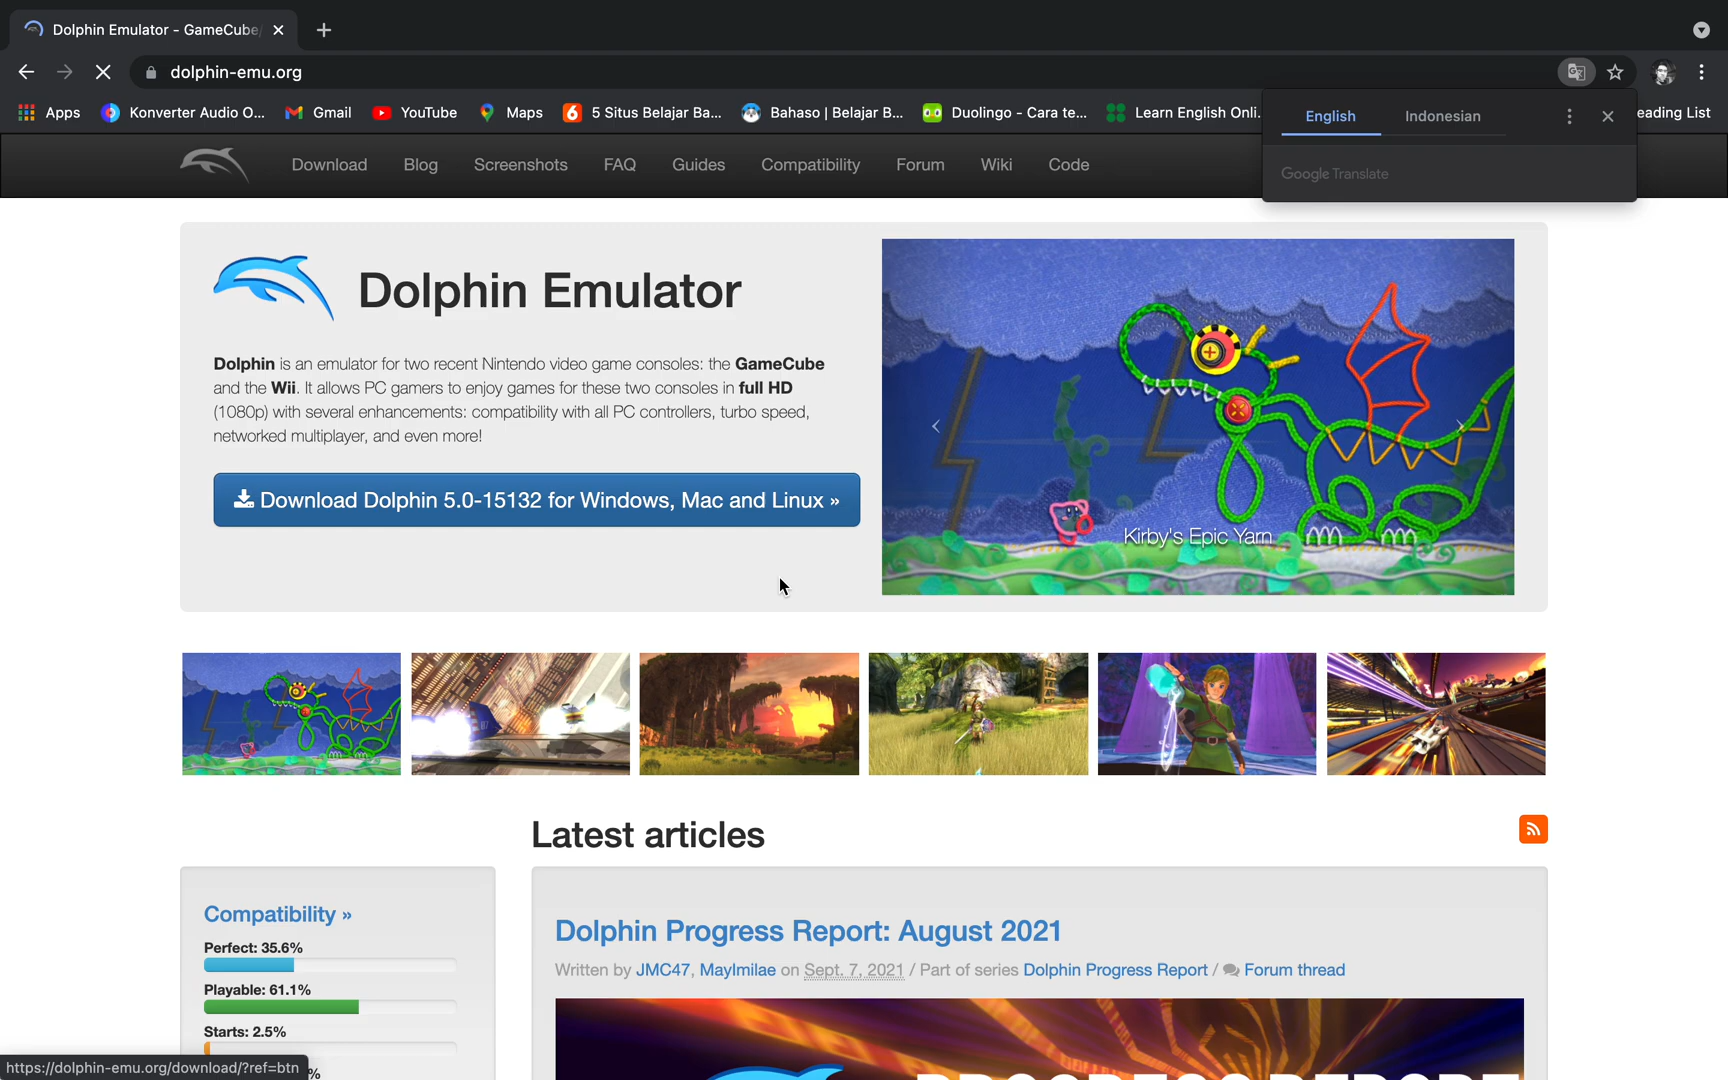 Dolphin Emulator - GameCube/
dolphin-emu.org
Apps Konverter Audio O... Gmail YouTube Maps 5 Situs Belajar Ba... Bahaso | Belajar B... Duolingo - Cara te... Learn English Onli... eading List
English Indonesian
Google Translate
Download Blog Screenshots FAQ Guides Compatibility Forum Wiki Code
Dolphin Emulator
Dolphin is an emulator for two recent Nintendo video game consoles: the GameCube
and the Wii. It allows PC gamers to enjoy games for these two consoles in full HD
(1080p) with several enhancements: compatibility with all PC controllers, turbo speed,
networked multiplayer, and even more!
Download Dolphin 5.0-15132 for Windows, Mac and Linux »
Kirby's Epic Yarn
Latest articles
Compatibility »
Perfect: 35.6%
Playable: 61.1%
Starts: 2.5%
%
Dolphin Progress Report: August 2021
Written by JMC47, MayImilae on Sept. 7, 2021 / Part of series Dolphin Progress Report / Forum thread
https://dolphin-emu.org/download/?ref=btn